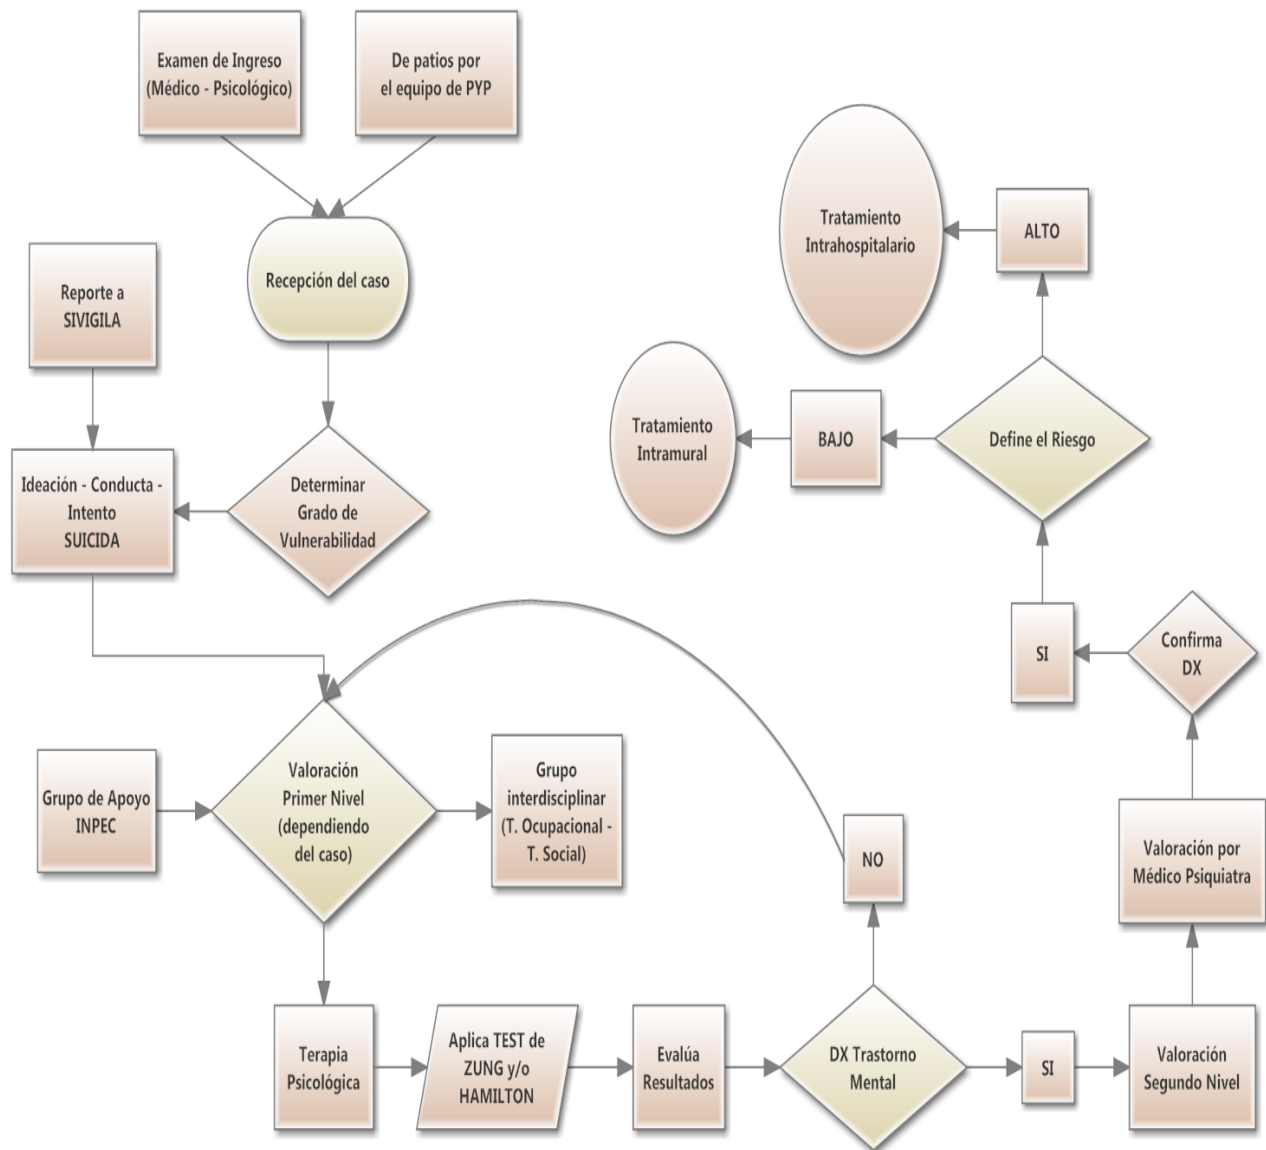 Examen de Ingreso
(Médico - Psicológico)
De patios por
el equipo de PYP
Recepción del caso
Reporte a
SIVIGILA
Ideación - Conducta -
Intento
SUICIDA
Determinar
Grado de
Vulnerabilidad
Grupo de Apoyo
INPEC
Valoración
Primer Nivel
(dependiendo
del caso)
Grupo
interdisciplinar
(T. Ocupacional -
T. Social)
Terapia
Psicológica
Aplica TEST de
ZUNG y/o
HAMILTON
Evalúa
Resultados
DX Trastorno
Mental
NO
SI
Valoración
Segundo Nivel
Valoración por
Médico Psiquiatra
Confirma
DX
SI
Define el Riesgo
BAJO
Tratamiento
Intramural
ALTO
Tratamiento
Intrahospitalario